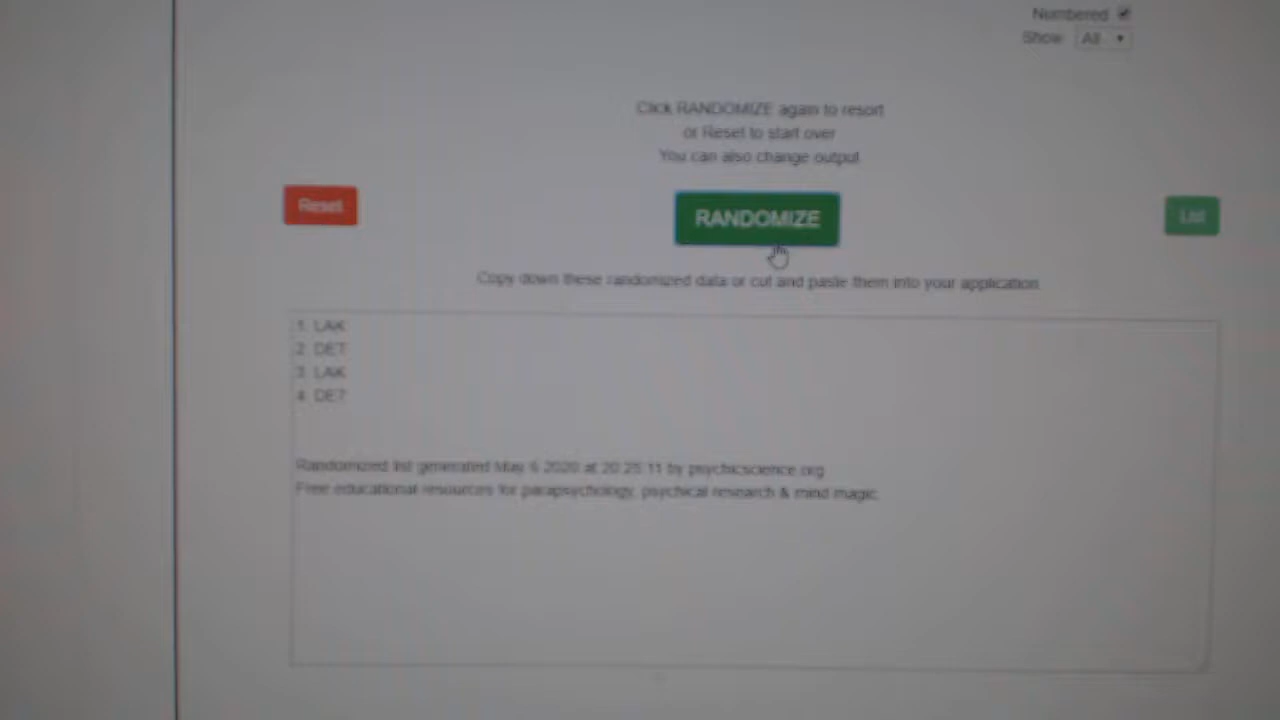 Numbered
Show All
Click RANDOMIZE again to resort
or Reset to start over
You can also change output
Reset
RANDOMIZE
List
Copy down these randomized data or cut and paste them into your application
1. LAK
2. DET
3. LAK
4. DET
Randomized list generated May 6 2020 at 20:25:11 by psychicscience.org
Free educational resources for parapsychology, psychical research & mind magic.